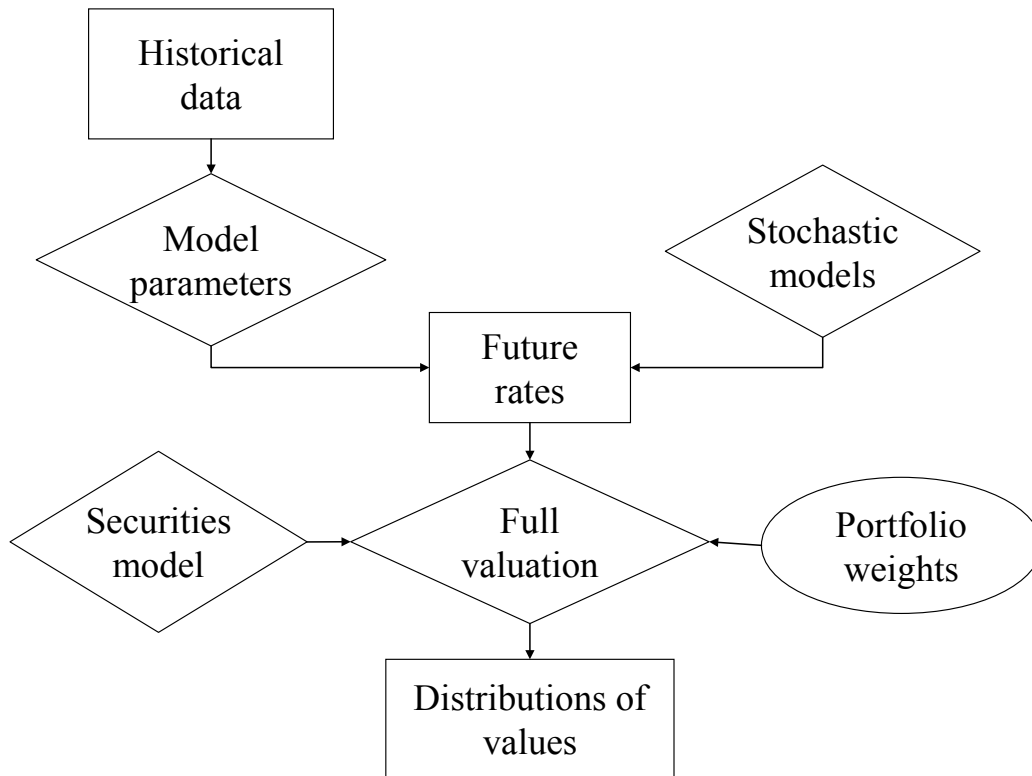 Historical
data
Model
parameters
Stochastic
models
Future
rates
Securities
model
Full
valuation
Portfolio
weights
Distributions of
values